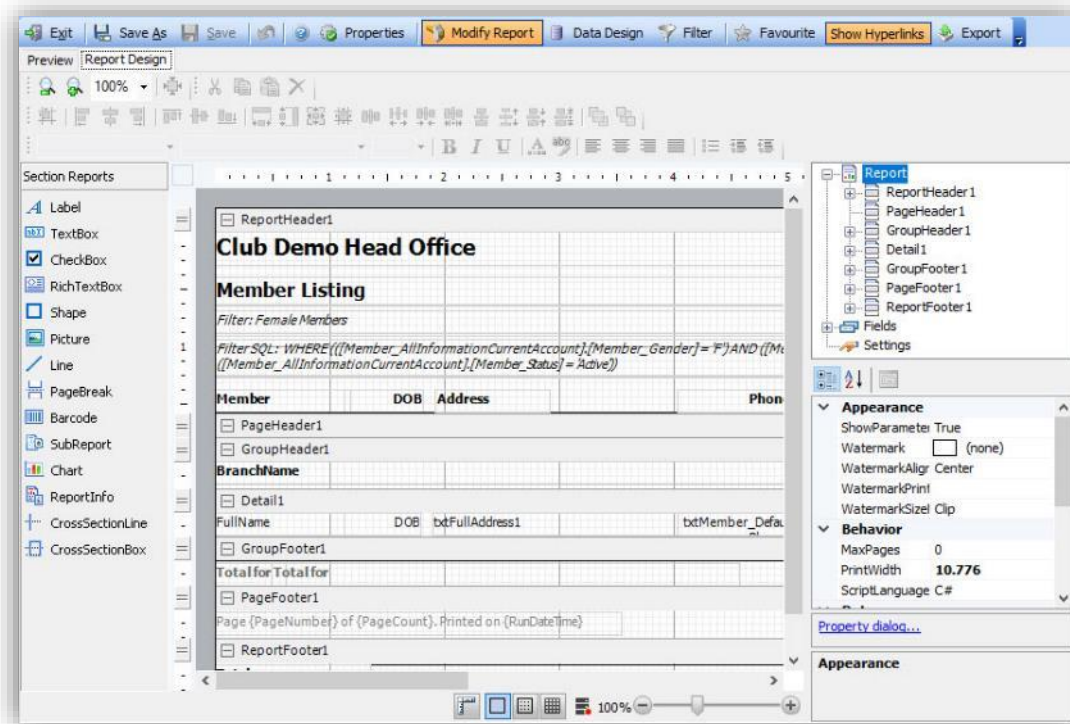 Exit Save As Save Properties Modify Report Data Design Filter Favourite Show Hyperlinks Export
Preview Report Design
100%
B I U A abg
Section Reports
1 2 3 4 5
Label
TextBox
CheckBox
RichTextBox
Shape
Picture
Line
PageBreak
Barcode
SubReport
Chart
ReportInfo
CrossSectionLine
CrossSectionBox
1
ReportHeader1
Club Demo Head Office
Member Listing
Filter: Female Members
Filter SQL: WHERE (([Member_AllInformationCurrentAccount].[Member_Gender] = 'F') AND ([Me
([Member_AllInformationCurrentAccount].[Member_Status] = 'Active'))
Member DOB Address Phon
PageHeader1
GroupHeader1
BranchName
Detail1
FullName DOB txtFullAddress1 txtMember_Defau
GroupFooter1
Total for Total for
PageFooter1
Page {PageNumber} of {PageCount}. Printed on {RunDateTime}
ReportFooter1
100%
Report
ReportHeader1
PageHeader1
GroupHeader1
Detail1
GroupFooter1
PageFooter1
ReportFooter1
Fields
Settings
Appearance
ShowParameter True
Watermark (none)
WatermarkAligr Center
WatermarkPrint
WatermarkSizeI Clip
Behavior
MaxPages 0
PrintWidth 10.776
ScriptLanguage C#
Property dialog...
Appearance